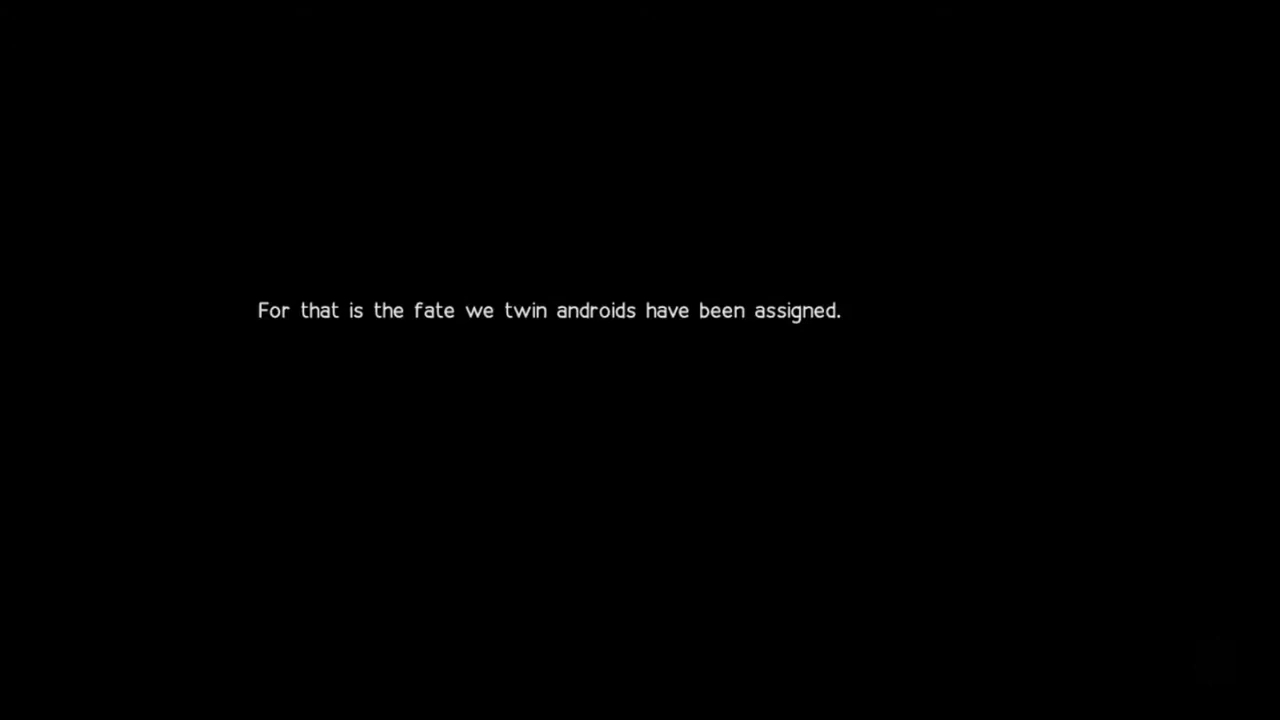 For that is the fate we twin androids have been assigned.